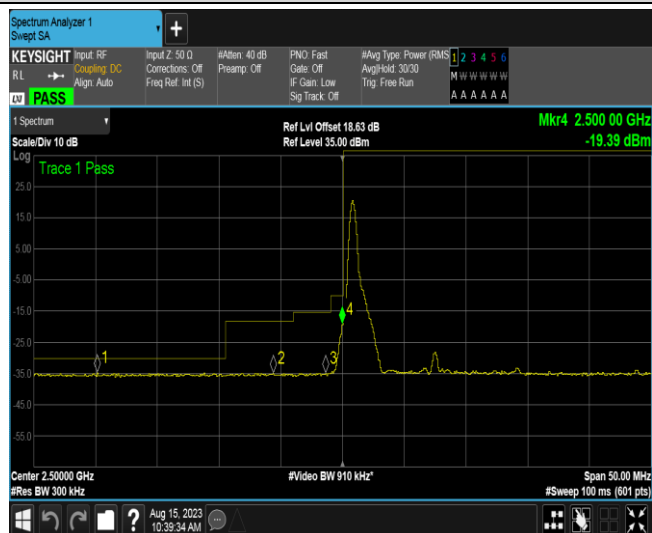 Spectrum Analyzer 1
Swept SA
+
KEYSIGHT
RL
LXI PASS
Input: RF
Coupling: DC
Align: Auto
Input Z: 50 Ω
Corrections: Off
Freq Ref: Int (S)
#Atten: 40 dB
Preamp: Off
PNO: Fast
Gate: Off
IF Gain: Low
Sig Track: Off
#Avg Type: Power (RMS
Avg|Hold: 30/30
Trig: Free Run
1 2 3 4 5 6
M W W W W W
A A A A A A
1 Spectrum
Scale/Div 10 dB
Ref Lvl Offset 18.63 dB
Ref Level 35.00 dBm
Mkr4 2.500 00 GHz
-19.39 dBm
Log
Trace 1 Pass
25.0
15.0
5.00
-5.00
-15.0
-25.0
-35.0
-45.0
-55.0
1
2
3
4
Center 2.50000 GHz
#Res BW 300 kHz
#Video BW 910 kHz*
Span 50.00 MHz
#Sweep 100 ms (601 pts)
?
Aug 15, 2023
10:39:34 AM